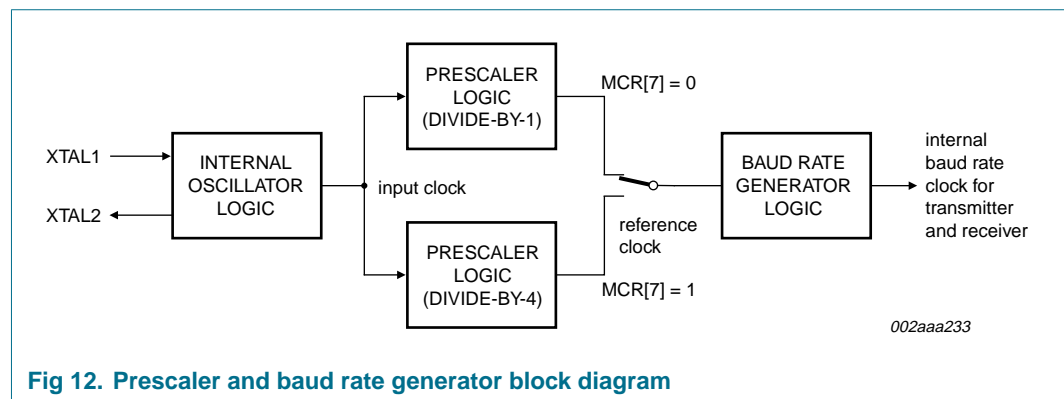 XTAL1
XTAL2
INTERNAL
OSCILLATOR
LOGIC
input clock
PRESCALER
LOGIC
(DIVIDE-BY-1)
MCR[7] = 0
PRESCALER
LOGIC
(DIVIDE-BY-4)
MCR[7] = 1
reference
clock
BAUD RATE
GENERATOR
LOGIC
internal
baud rate
clock for
transmitter
and receiver
002aaa233
Fig 12. Prescaler and baud rate generator block diagram